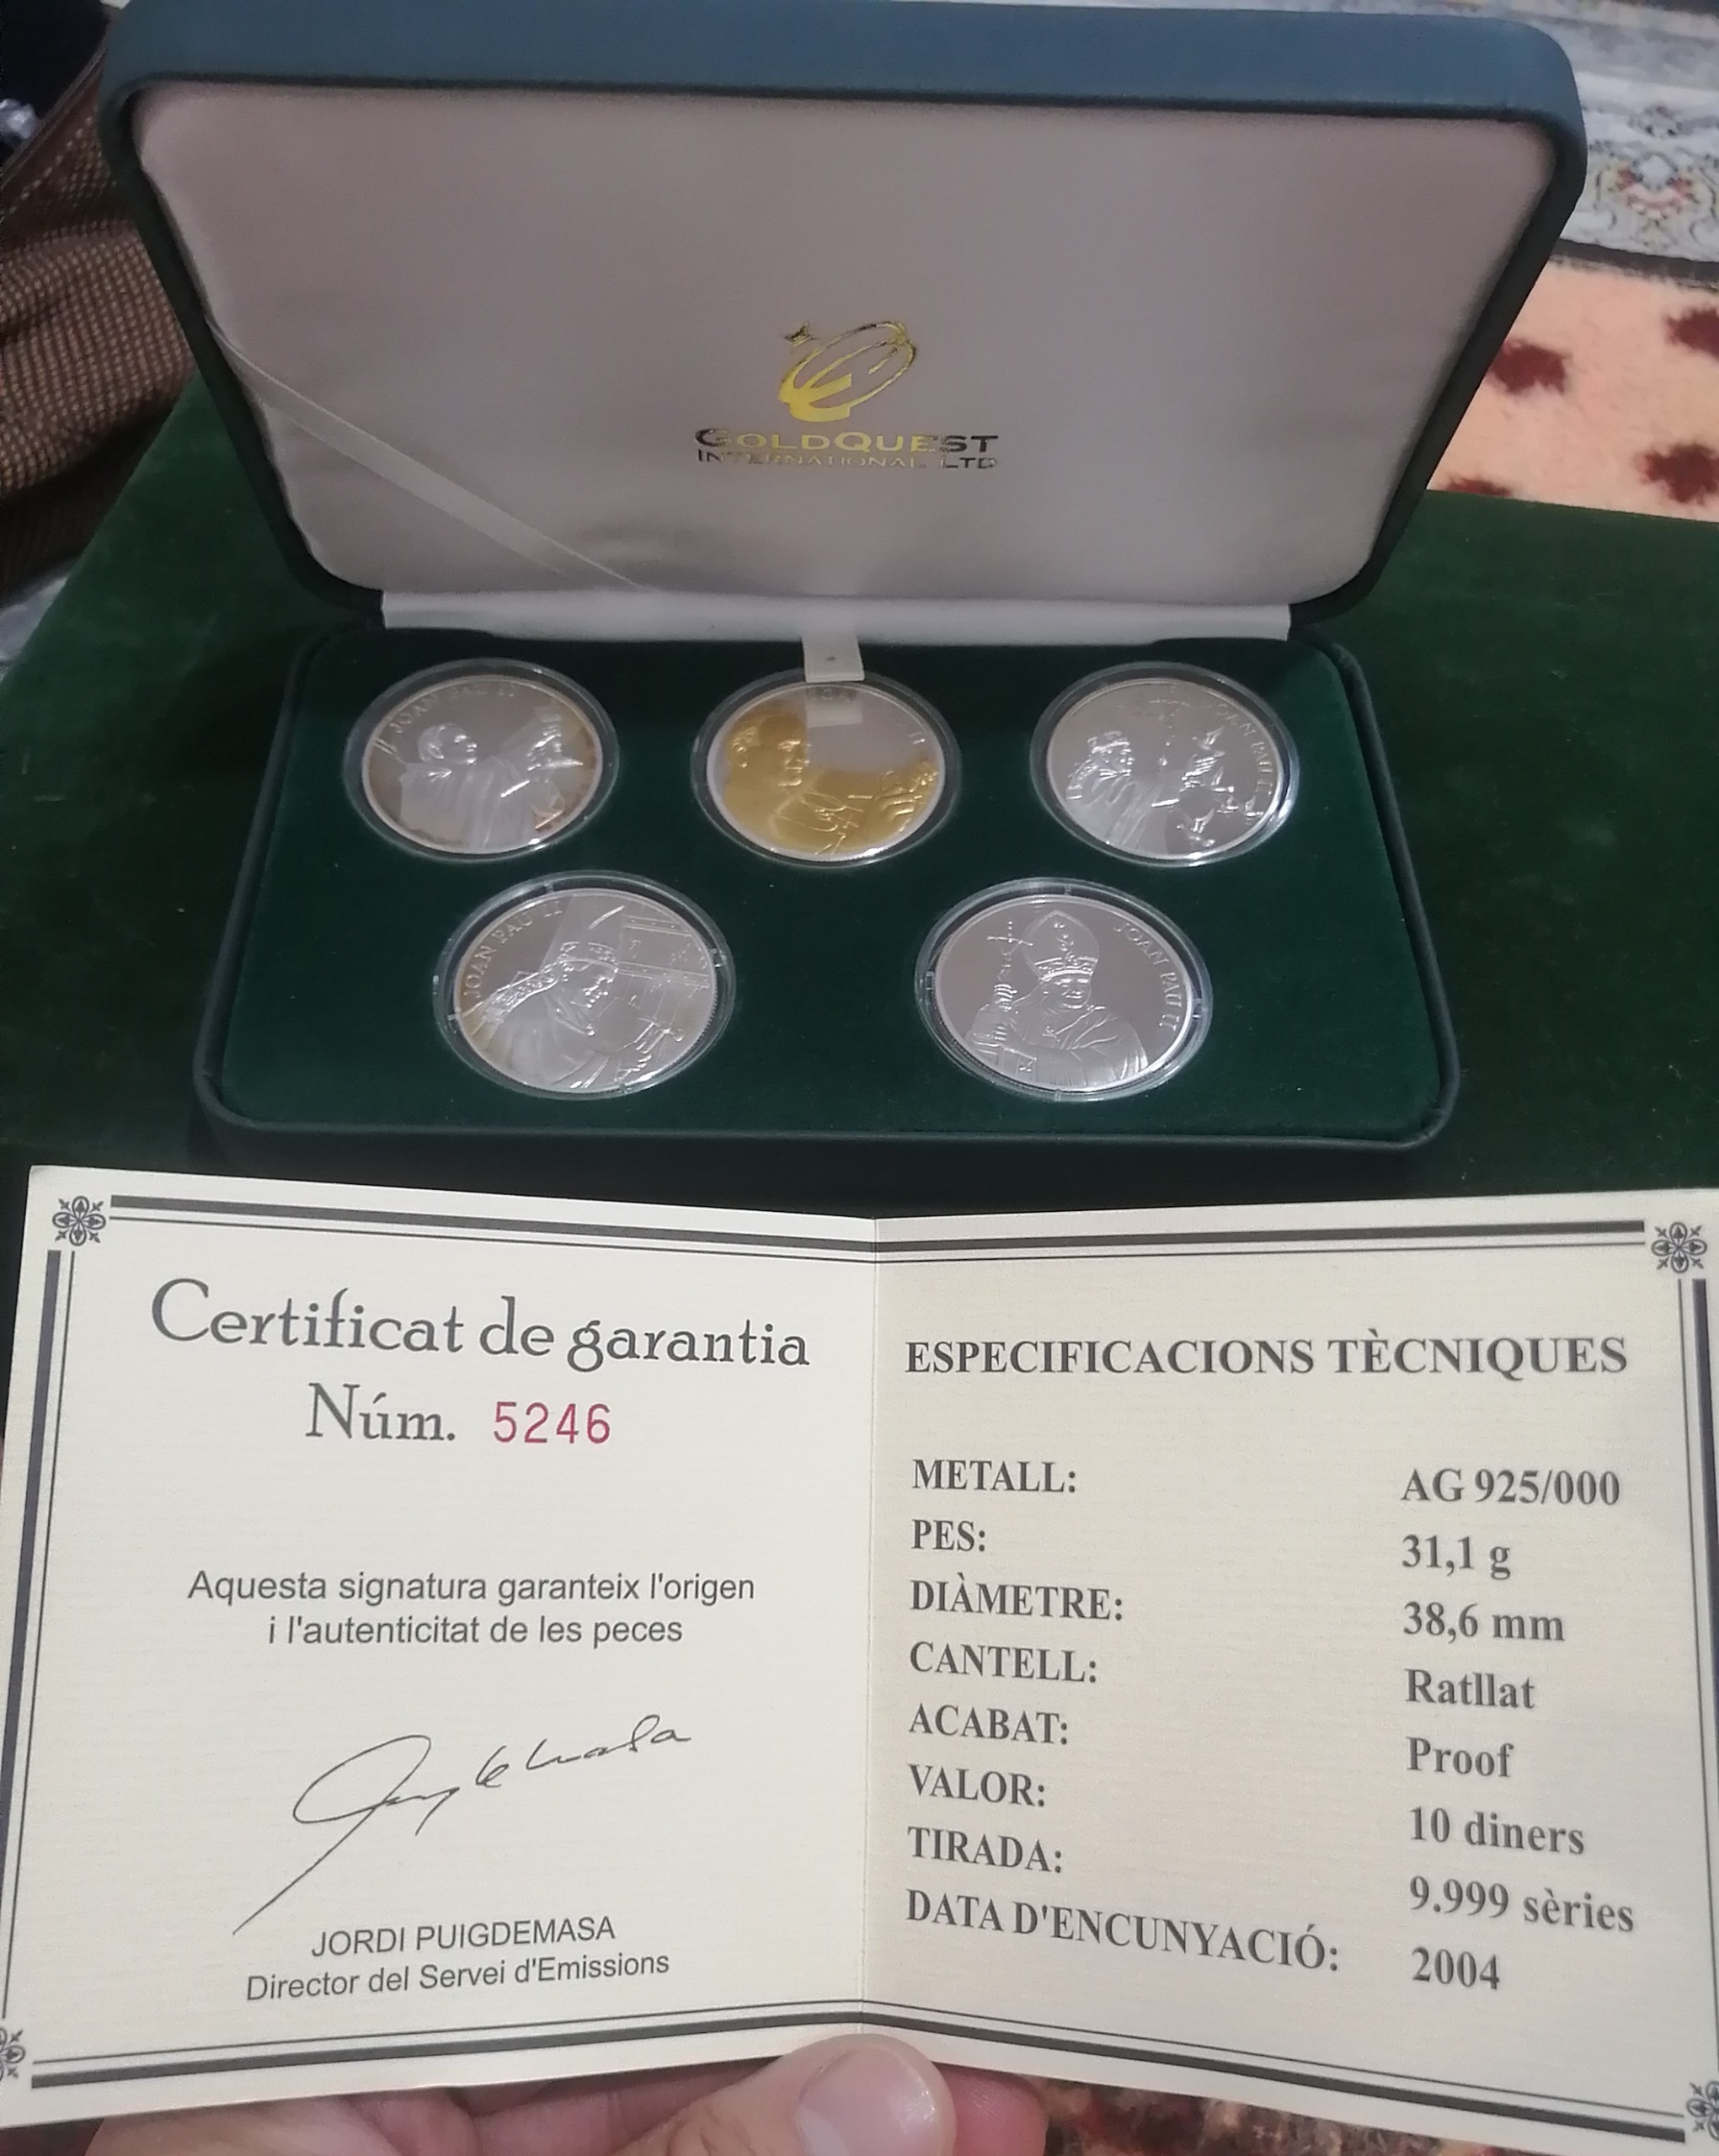 GOLDQUEST
INTERNATIONAL LTD
JOAN PAU II
II
JOAN PAU II
JOAN PAU II
JOAN PAU II
Certificat de garantia
Núm. 5246
Aquesta signatura garanteix l'origen
i l'autenticitat de les peces
JORDI PUIGDEMASA
Director del Servei d'Emissions
ESPECIFICACIONS TÈCNIQUES
METALL: AG 925/000
PES: 31,1 g
DIÀMETRE: 38,6 mm
CANTELL: Ratllat
ACABAT: Proof
VALOR: 10 diners
TIRADA: 9.999 sèries
DATA D'ENCUNYACIÓ: 2004